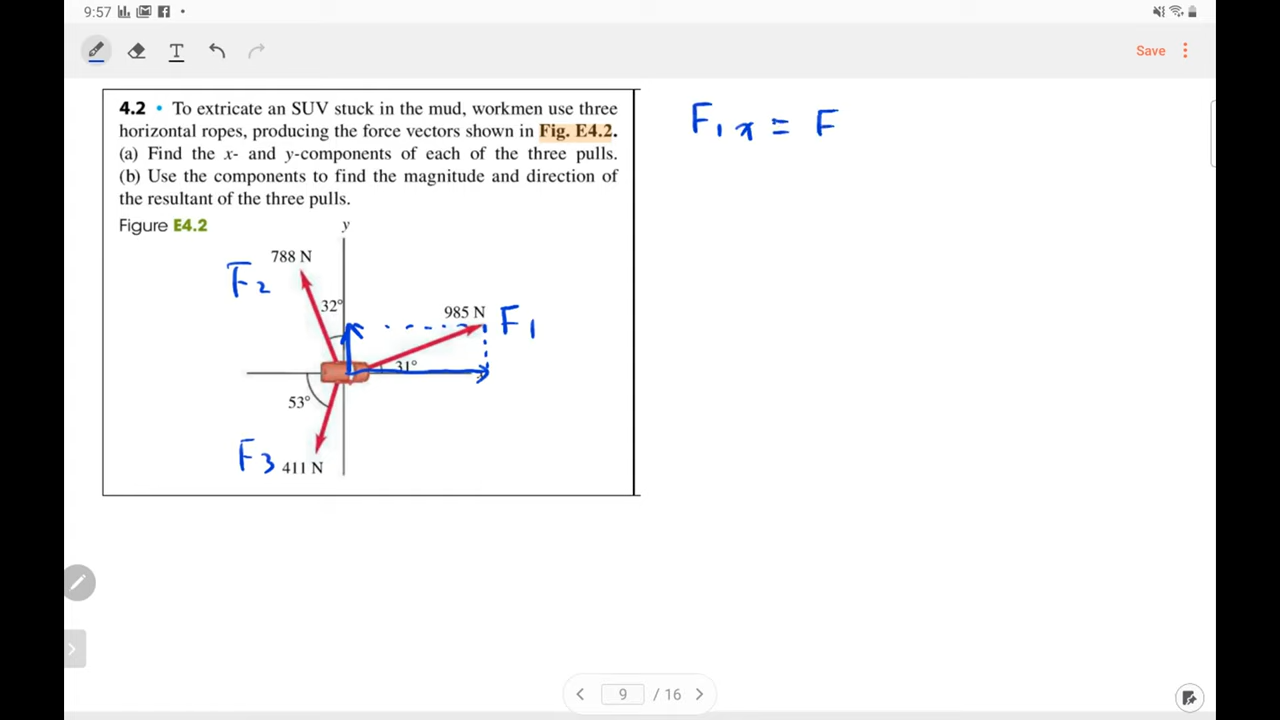 9:57
Save
4.2 • To extricate an SUV stuck in the mud, workmen use three
horizontal ropes, producing the force vectors shown in Fig. E4.2.
(a) Find the x- and y-components of each of the three pulls.
(b) Use the components to find the magnitude and direction of
the resultant of the three pulls.
Figure E4.2
y
788 N
F2
32°
985 N
F1
31°
53°
F3
411 N
F1x = F
9 / 16